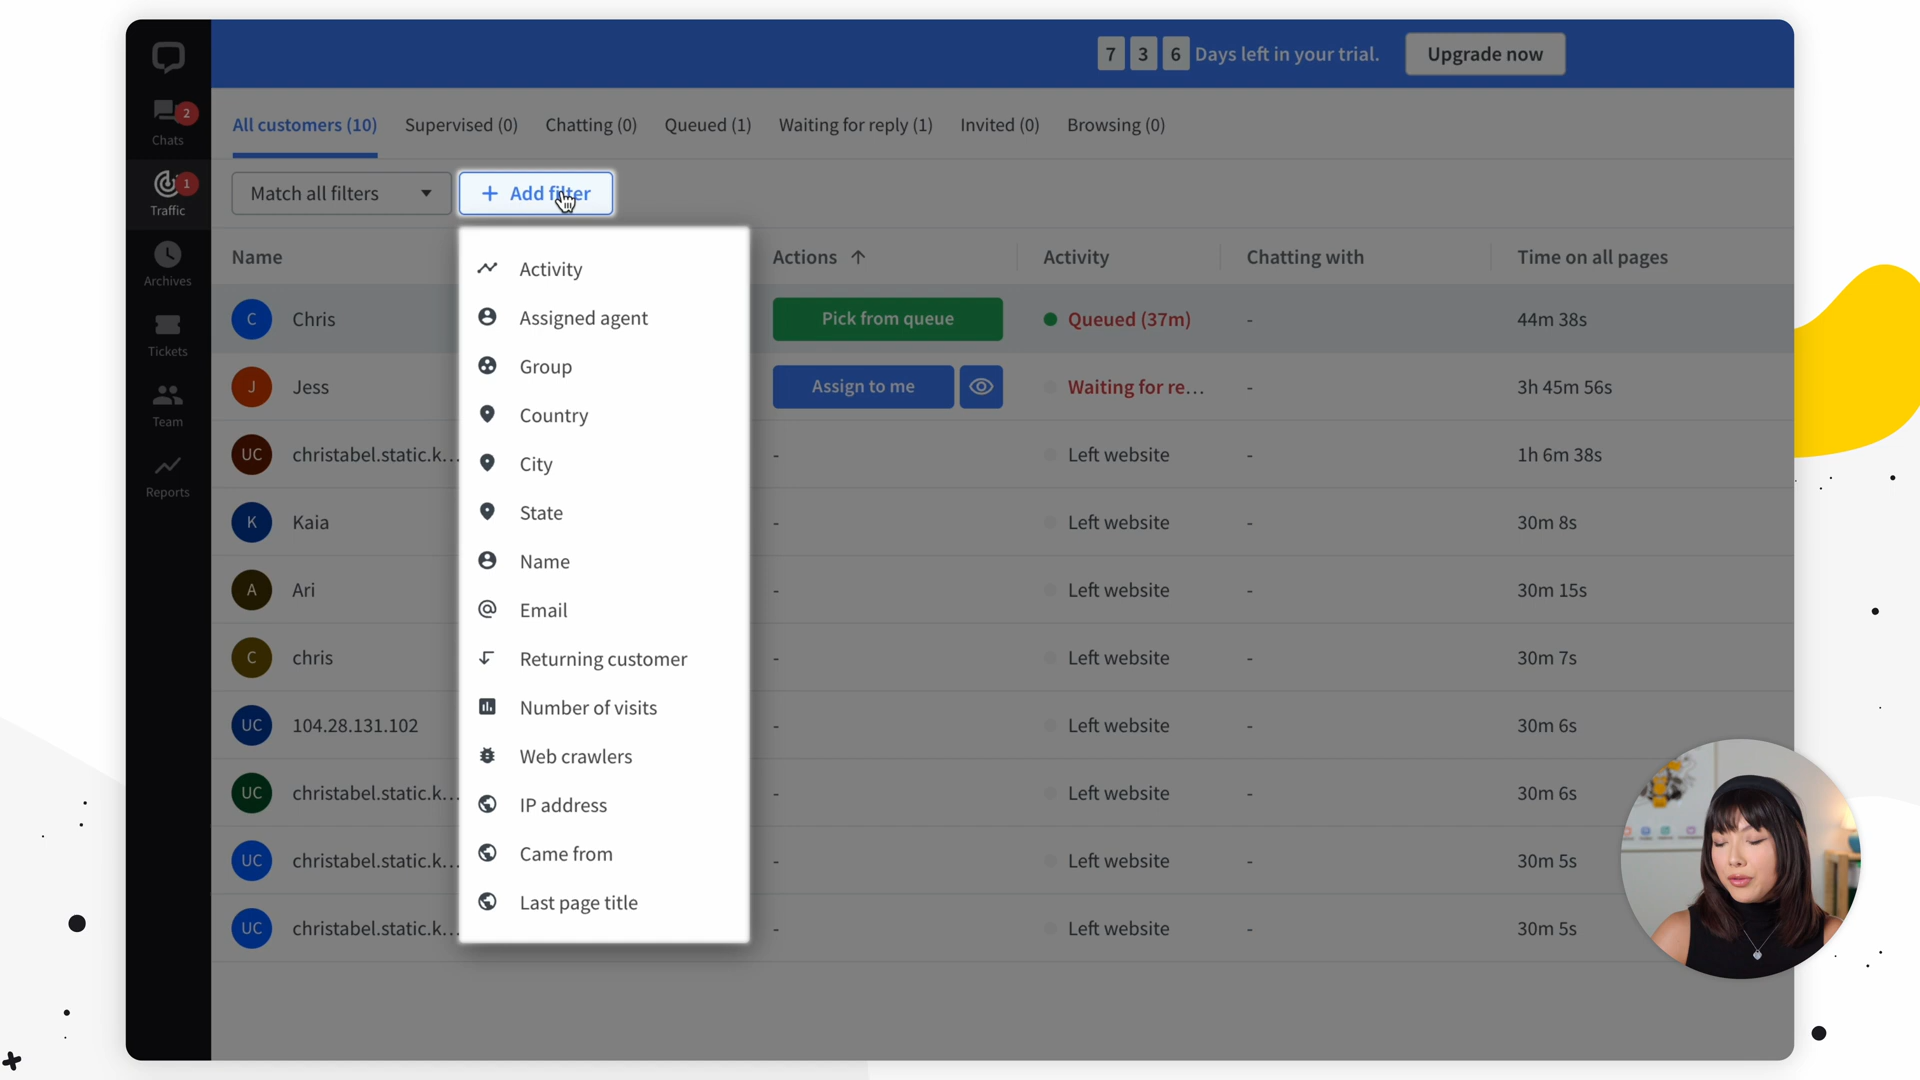 7 3 6 Days left in your trial.
Upgrade now
2
Chats
1
Traffic
Archives
Tickets
Team
Reports
All customers (10) Supervised (0) Chatting (0) Queued (1) Waiting for reply (1) Invited (0) Browsing (0)
Match all filters
+ Add filter
Activity
Assigned agent
Group
Country
City
State
Name
Email
Returning customer
Number of visits
Web crawlers
IP address
Came from
Last page title
Name Actions Activity Chatting with Time on all pages
C Chris Pick from queue Queued (37m) - 44m 38s
J Jess Assign to me Waiting for re... - 3h 45m 56s
UC christabel.static.k... - Left website - 1h 6m 38s
K Kaia - Left website - 30m 8s
A Ari - Left website - 30m 15s
C chris - Left website - 30m 7s
UC 104.28.131.102 - Left website - 30m 6s
UC christabel.static.k... - Left website - 30m 6s
UC christabel.static.k... - Left website - 30m 5s
UC christabel.static.k... - Left website - 30m 5s